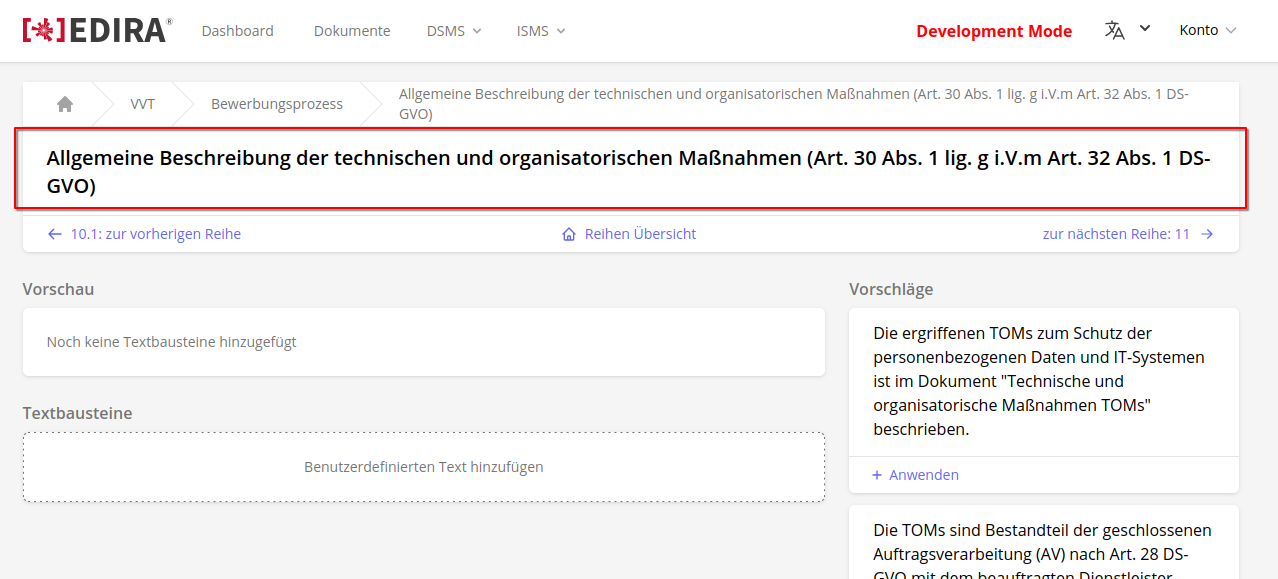 [*]EDIRA®
Dashboard
Dokumente
DSMS
ISMS
Development Mode
Konto
VVT
Bewerbungsprozess
Allgemeine Beschreibung der technischen und organisatorischen Maßnahmen (Art. 30 Abs. 1 lig. g i.V.m Art. 32 Abs. 1 DS-
GVO)
Allgemeine Beschreibung der technischen und organisatorischen Maßnahmen (Art. 30 Abs. 1 lig. g i.V.m Art. 32 Abs. 1 DS-
GVO)
← 10.1: zur vorherigen Reihe
Reihen Übersicht
zur nächsten Reihe: 11 →
Vorschau
Noch keine Textbausteine hinzugefügt
Textbausteine
Benutzerdefinierten Text hinzufügen
Vorschläge
Die ergriffenen TOMs zum Schutz der
personenbezogenen Daten und IT-Systemen
ist im Dokument "Technische und
organisatorische Maßnahmen TOMs"
beschrieben.
+ Anwenden
Die TOMs sind Bestandteil der geschlossenen
Auftragsverarbeitung (AV) nach Art. 28 DS-
GVO mit dem beauftragten Dienstleister